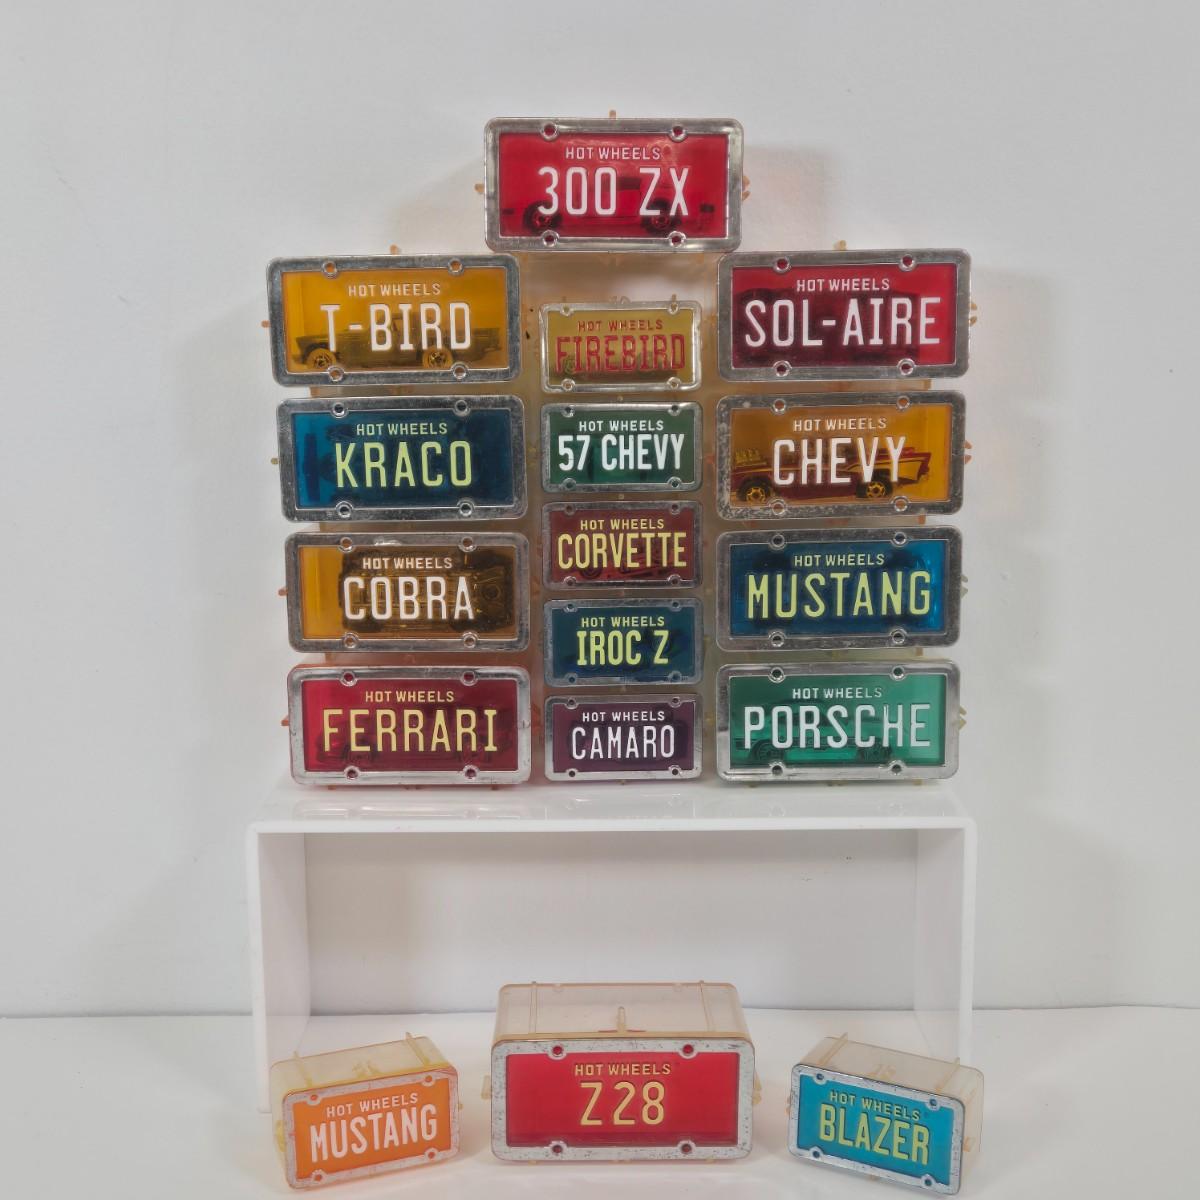 HOT WHEELS
300 ZX
HOT WHEELS
T-BIRD
HOT WHEELS
FIREBIRD
HOT WHEELS
SOL-AIRE
HOT WHEELS
KRACO
HOT WHEELS
57 CHEVY
HOT WHEELS
CHEVY
HOT WHEELS
COBRA
HOT WHEELS
CORVETTE
HOT WHEELS
MUSTANG
HOT WHEELS
IROC Z
HOT WHEELS
FERRARI
HOT WHEELS
CAMARO
HOT WHEELS
PORSCHE
HOT WHEELS
MUSTANG
HOT WHEELS
Z28
HOT WHEELS
BLAZER